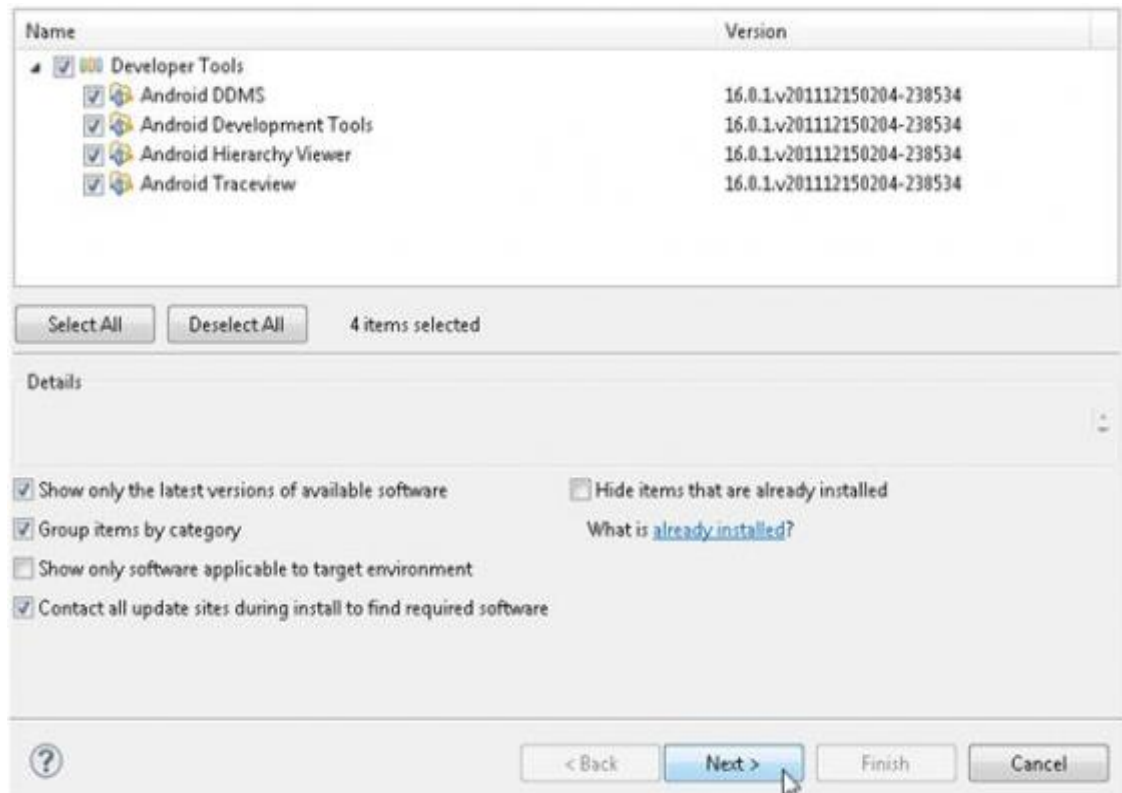 Name Version
Developer Tools
Android DDMS 16.0.1.v201112150204-238534
Android Development Tools 16.0.1.v201112150204-238534
Android Hierarchy Viewer 16.0.1.v201112150204-238534
Android Traceview 16.0.1.v201112150204-238534
Select All Deselect All 4 items selected
Details
Show only the latest versions of available software Hide items that are already installed
Group items by category What is already installed?
Show only software applicable to target environment
Contact all update sites during install to find required software
? < Back Next > Finish Cancel